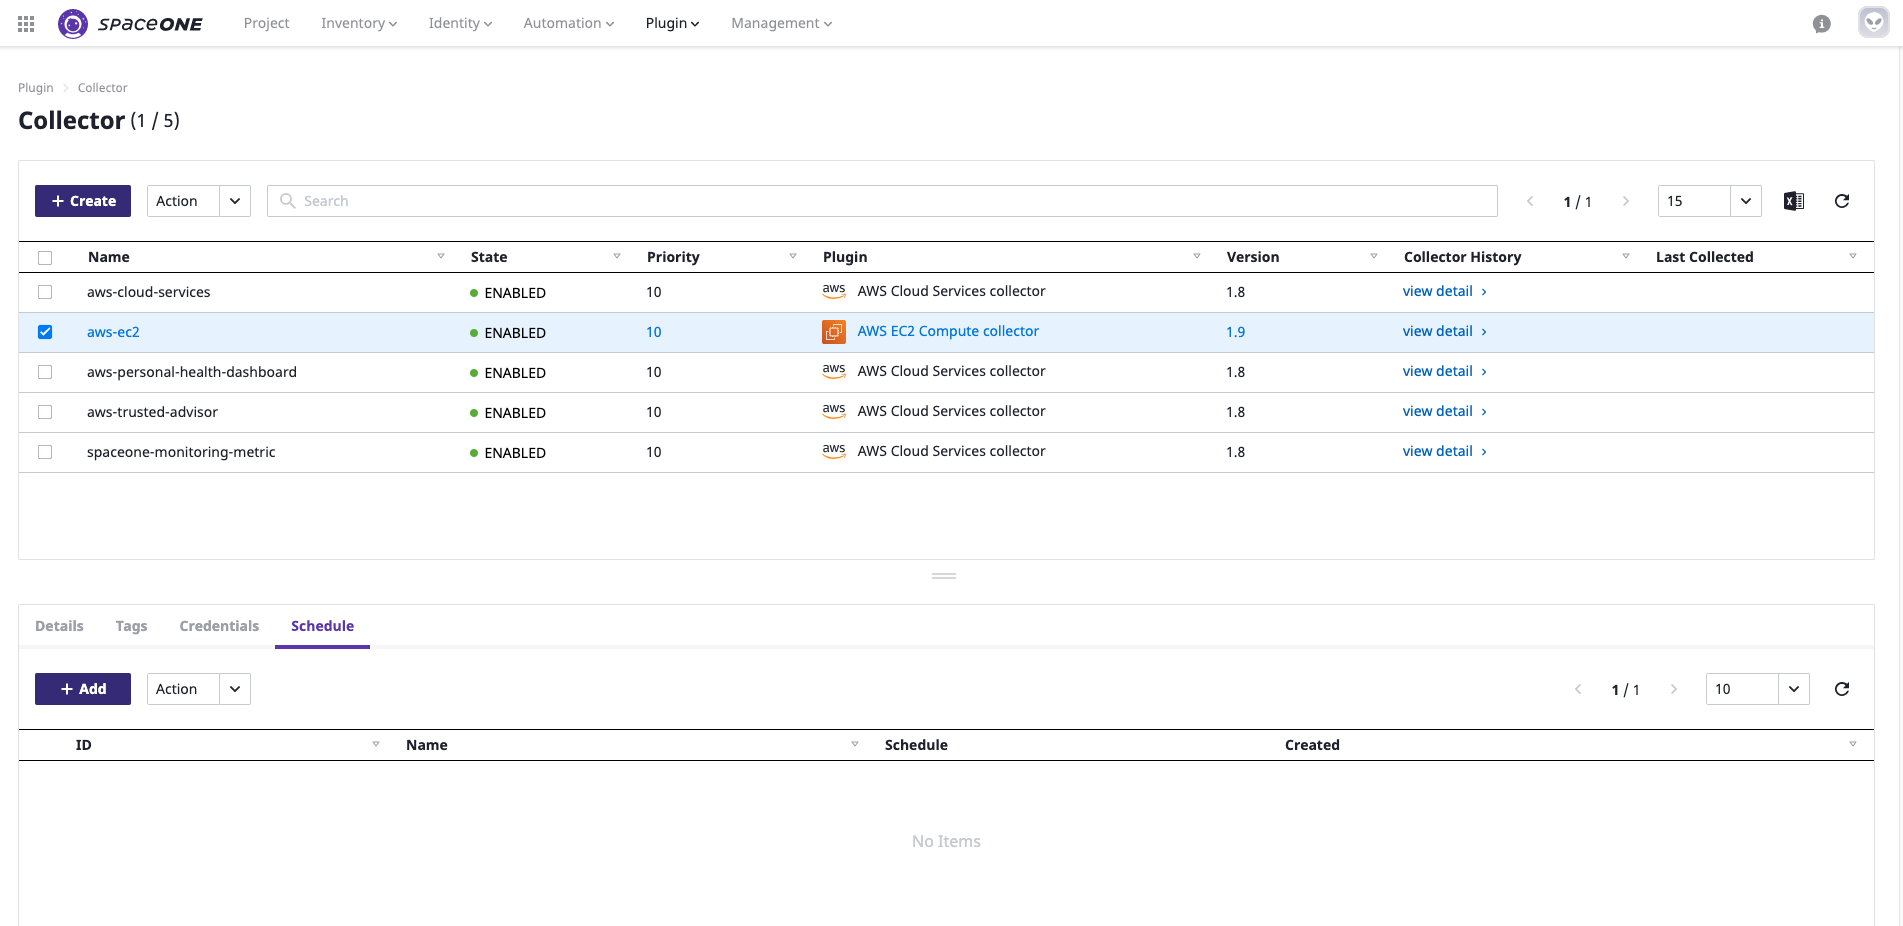 SPACEONE Project Inventory Identity Automation Plugin Management
Plugin Collector
Collector (1 / 5)
+ Create Action Search 1 / 1 15
Name State Priority Plugin Version Collector History Last Collected
aws-cloud-services ENABLED 10 aws AWS Cloud Services collector 1.8 view detail
aws-ec2 ENABLED 10 AWS EC2 Compute collector 1.9 view detail
aws-personal-health-dashboard ENABLED 10 aws AWS Cloud Services collector 1.8 view detail
aws-trusted-advisor ENABLED 10 aws AWS Cloud Services collector 1.8 view detail
spaceone-monitoring-metric ENABLED 10 aws AWS Cloud Services collector 1.8 view detail
Details Tags Credentials Schedule
+ Add Action 1 / 1 10
ID Name Schedule Created
No Items